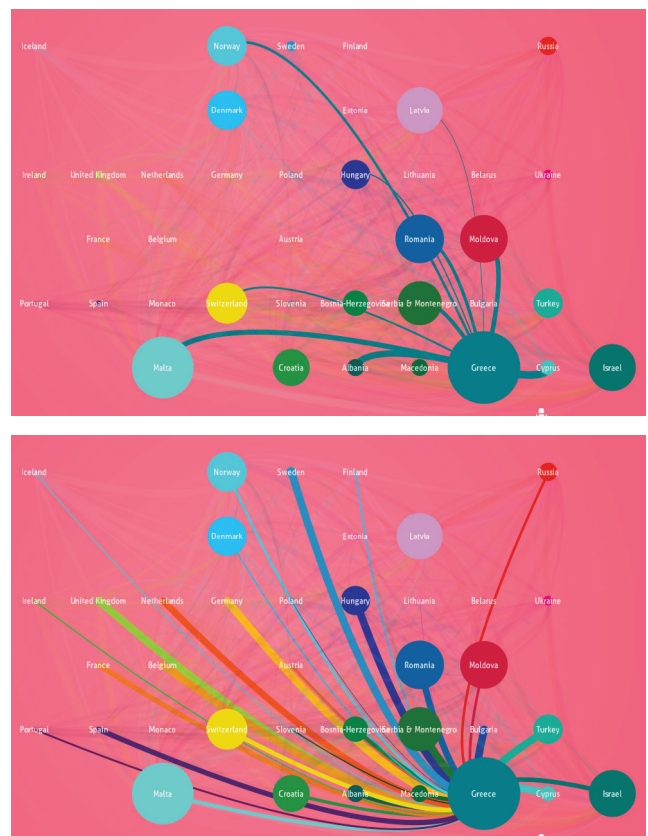 Iceland
Norway
Sweden
Finland
Russia
Denmark
Estonia
Latvia
Ireland
United Kingdom
Netherlands
Germany
Poland
Hungary
Lithuania
Belarus
Ukraine
France
Belgium
Austria
Romania
Moldova
Portugal
Spain
Monaco
Switzerland
Slovenia
Bosnia-Herzegovina
Serbia & Montenegro
Bulgaria
Turkey
Malta
Croatia
Albania
Macedonia
Greece
Cyprus
Israel
Iceland
Norway
Sweden
Finland
Russia
Denmark
Estonia
Latvia
Ireland
United Kingdom
Netherlands
Germany
Poland
Hungary
Lithuania
Belarus
Ukraine
France
Belgium
Austria
Romania
Moldova
Portugal
Spain
Monaco
Switzerland
Slovenia
Bosnia-Herzegovina
Serbia & Montenegro
Bulgaria
Turkey
Malta
Croatia
Albania
Macedonia
Greece
Cyprus
Israel